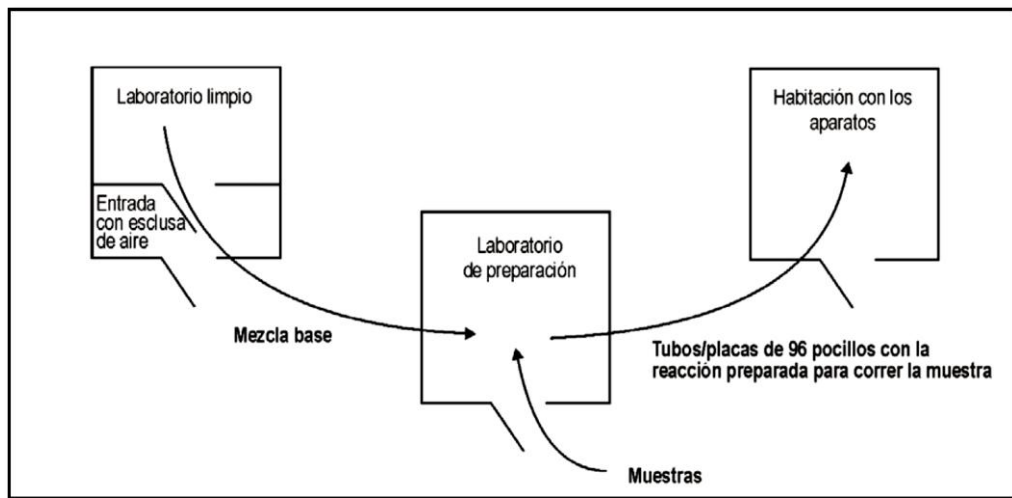 Laboratorio limpio
Entrada
con esclusa
de aire
Mezcla base
Laboratorio
de preparación
Muestras
Habitación con los
aparatos
Tubos/placas de 96 pocillos con la
reacción preparada para correr la muestra